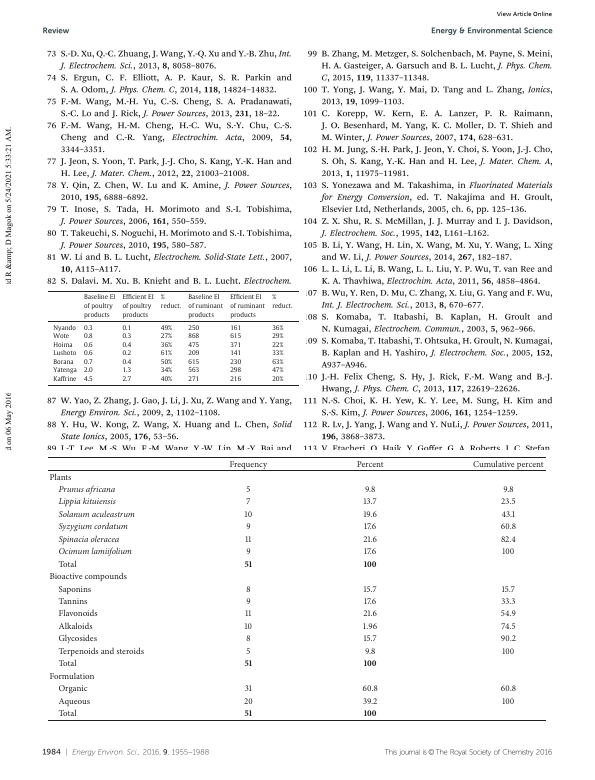 View Article Online
Review
Energy & Environmental Science
73 S.-D. Xu, Q.-C. Zhuang, J. Wang, Y.-Q. Xu and Y.-B. Zhu, Int.
J. Electrochem. Sci., 2013, 8, 8058–8076.
74 S. Ergun, C. F. Elliott, A. P. Kaur, S. R. Parkin and
S. A. Odom, J. Phys. Chem. C, 2014, 118, 14824–14832.
75 F.-M. Wang, M.-H. Yu, C.-S. Cheng, S. A. Pradanawati,
S.-C. Lo and J. Rick, J. Power Sources, 2013, 231, 18–22.
76 F.-M. Wang, H.-M. Cheng, H.-C. Wu, S.-Y. Chu, C.-S.
Cheng and C.-R. Yang, Electrochim. Acta, 2009, 54,
3344–3351.
77 J. Jeon, S. Yoon, T. Park, J.-J. Cho, S. Kang, Y.-K. Han and
H. Lee, J. Mater. Chem., 2012, 22, 21003–21008.
78 Y. Qin, Z. Chen, W. Lu and K. Amine, J. Power Sources,
2010, 195, 6888–6892.
79 T. Inose, S. Tada, H. Morimoto and S.-I. Tobishima,
J. Power Sources, 2006, 161, 550–559.
80 T. Takeuchi, S. Noguchi, H. Morimoto and S.-I. Tobishima,
J. Power Sources, 2010, 195, 580–587.
81 W. Li and B. L. Lucht, Electrochem. Solid-State Lett., 2007,
10, A115–A117.
82 S. Dalavi, M. Xu, B. Knight and B. L. Lucht, Electrochem.
Baseline EI Efficient EI % Baseline EI Efficient EI %
of poultry of poultry reduct. of ruminant of ruminant reduct.
products products products products
Nyando 0.3 0.1 49% 250 161 36%
Wote 0.8 0.3 27% 868 615 29%
Hoima 0.6 0.4 36% 475 371 22%
Lushoto 0.6 0.2 61% 209 141 33%
Borana 0.7 0.4 50% 615 230 63%
Yatenga 2.0 1.3 34% 563 298 47%
Kaffrine 4.5 2.7 40% 271 216 20%
87 W. Yao, Z. Zhang, J. Gao, J. Li, J. Xu, Z. Wang and Y. Yang,
Energy Environ. Sci., 2009, 2, 1102–1108.
88 Y. Hu, W. Kong, Z. Wang, X. Huang and L. Chen, Solid
State Ionics, 2005, 176, 53–56.
89 J.-T. Lee, M.-S. Wu, F.-M. Wang, Y.-W. Lin, M.-Y. Bai and
99 B. Zhang, M. Metzger, S. Solchenbach, M. Payne, S. Meini,
H. A. Gasteiger, A. Garsuch and B. L. Lucht, J. Phys. Chem.
C, 2015, 119, 11337–11348.
100 T. Yong, J. Wang, Y. Mai, D. Tang and L. Zhang, Ionics,
2013, 19, 1099–1103.
101 C. Korepp, W. Kern, E. A. Lanzer, P. R. Raimann,
J. O. Besenhard, M. Yang, K. C. Moller, D. T. Shieh and
M. Winter, J. Power Sources, 2007, 174, 628–631.
102 H. M. Jung, S.-H. Park, J. Jeon, Y. Choi, S. Yoon, J.-J. Cho,
S. Oh, S. Kang, Y.-K. Han and H. Lee, J. Mater. Chem. A,
2013, 1, 11975–11981.
103 S. Yonezawa and M. Takashima, in Fluorinated Materials
for Energy Conversion, ed. T. Nakajima and H. Groult,
Elsevier Ltd, Netherlands, 2005, ch. 6, pp. 125–136.
104 Z. X. Shu, R. S. McMillan, J. J. Murray and I. J. Davidson,
J. Electrochem. Soc., 1995, 142, L161–L162.
105 B. Li, Y. Wang, H. Lin, X. Wang, M. Xu, Y. Wang, L. Xing
and W. Li, J. Power Sources, 2014, 267, 182–187.
106 L. L. Li, L. Li, B. Wang, L. L. Liu, Y. P. Wu, T. van Ree and
K. A. Thavhiwa, Electrochim. Acta, 2011, 56, 4858–4864.
107 B. Wu, Y. Ren, D. Mu, C. Zhang, X. Liu, G. Yang and F. Wu,
Int. J. Electrochem. Sci., 2013, 8, 670–677.
108 S. Komaba, T. Itabashi, B. Kaplan, H. Groult and
N. Kumagai, Electrochem. Commun., 2003, 5, 962–966.
109 S. Komaba, T. Itabashi, T. Ohtsuka, H. Groult, N. Kumagai,
B. Kaplan and H. Yashiro, J. Electrochem. Soc., 2005, 152,
A937–A946.
110 J.-H. Felix Cheng, S. Hy, J. Rick, F.-M. Wang and B.-J.
Hwang, J. Phys. Chem. C, 2013, 117, 22619–22626.
111 N.-S. Choi, K. H. Yew, K. Y. Lee, M. Sung, H. Kim and
S.-S. Kim, J. Power Sources, 2006, 161, 1254–1259.
112 R. Lv, J. Yang, J. Wang and Y. NuLi, J. Power Sources, 2011,
196, 3868–3873.
113 V. Etacheri, O. Haik, Y. Goffer, G. A. Roberts, I. C. Stefan,
Frequency Percent Cumulative percent
Plants
Prunus africana 5 9.8 9.8
Lippia kituiensis 7 13.7 23.5
Solanum aculeastrum 10 19.6 43.1
Syzygium cordatum 9 17.6 60.8
Spinacia oleracea 11 21.6 82.4
Ocimum lamiifolium 9 17.6 100
Total 51 100
Bioactive compounds
Saponins 8 15.7 15.7
Tannins 9 17.6 33.3
Flavonoids 11 21.6 54.9
Alkaloids 10 1.96 74.5
Glycosides 8 15.7 90.2
Terpenoids and steroids 5 9.8 100
Total 51 100
Formulation
Organic 31 60.8 60.8
Aqueous 20 39.2 100
Total 51 100
1984 | Energy Environ. Sci., 2016, 9, 1955–1988
This journal is © The Royal Society of Chemistry 2016
id R &amp; D Magak on 5/24/2021 5:33:21 AM.
d on 06 May 2016